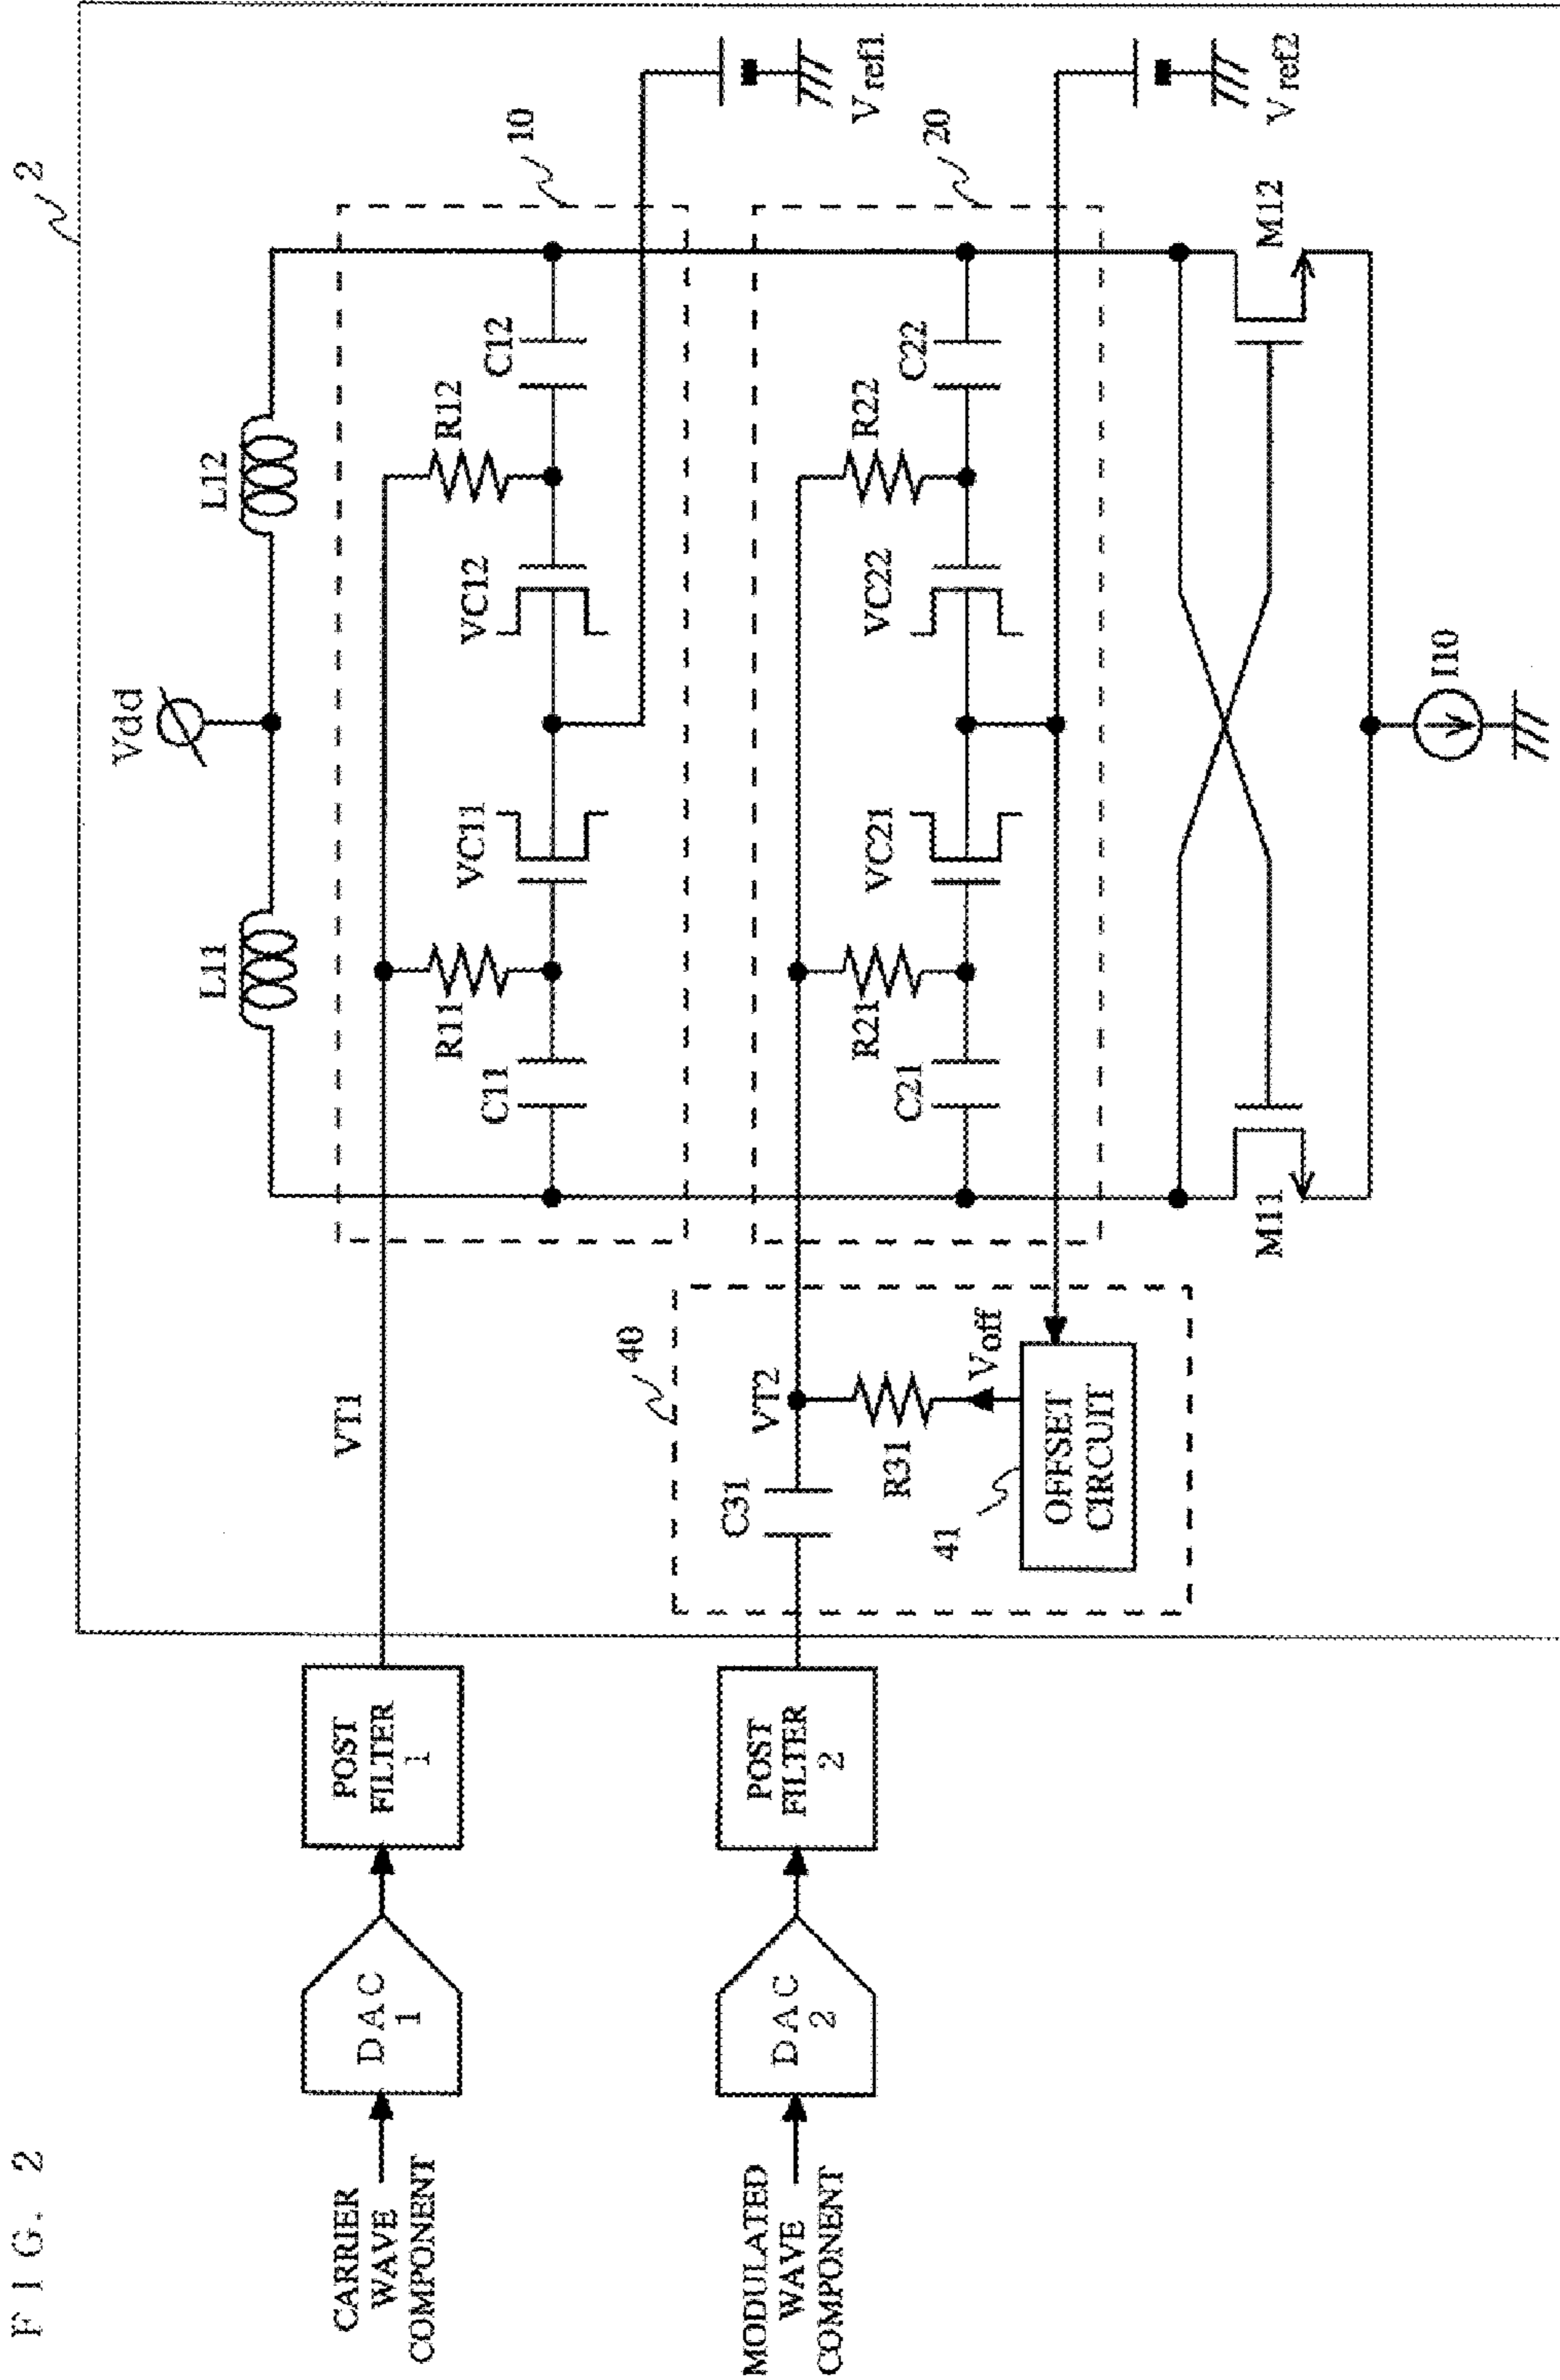 F I G. 2
2
Vdd
L11
L12
10
VT1
R11
R12
C11
VC11
VC12
C12
Vref1
CARRIER
WAVE
COMPONENT
DAC
1
POST
FILTER
1
40
20
C31
VT2
R21
R22
C21
VC21
VC22
C22
Vref2
MODULATED
WAVE
COMPONENT
DAC
2
POST
FILTER
2
R31
Voff
41
OFFSET
CIRCUIT
M11
M12
I10